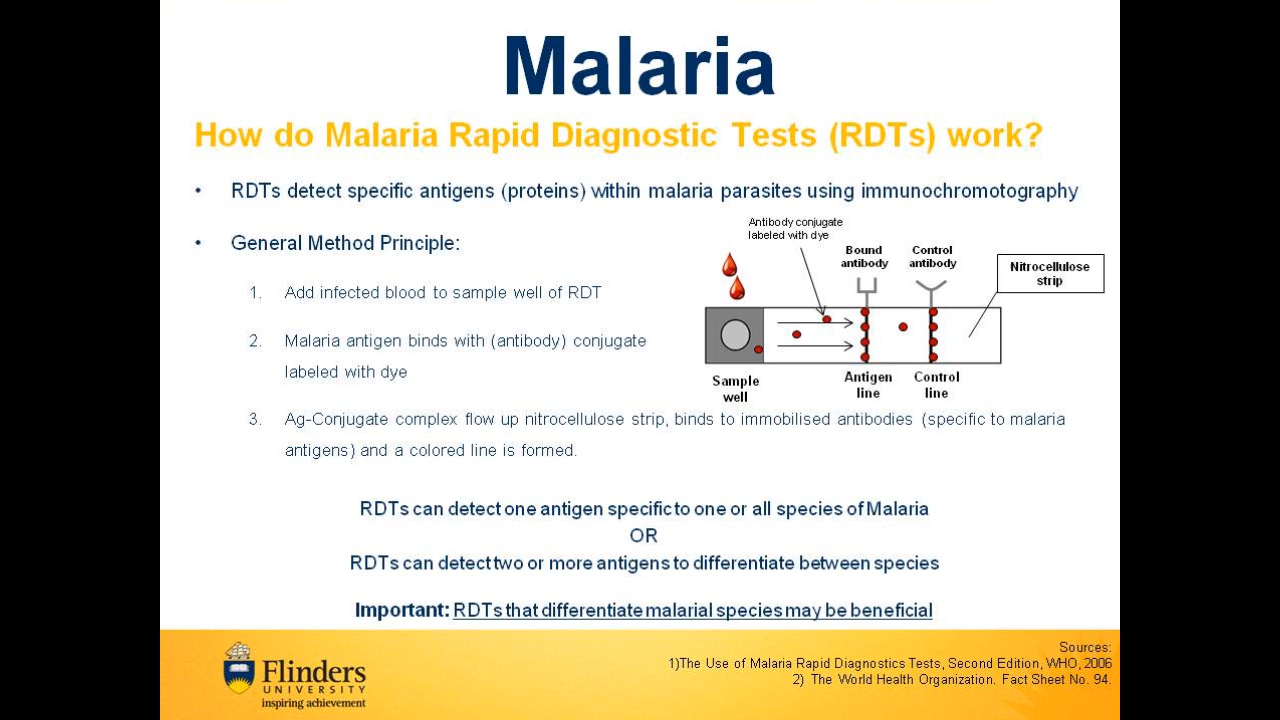 Malaria
How do Malaria Rapid Diagnostic Tests (RDTs) work?
• RDTs detect specific antigens (proteins) within malaria parasites using immunochromotography
• General Method Principle:
1. Add infected blood to sample well of RDT
2. Malaria antigen binds with (antibody) conjugate
labeled with dye
Antibody conjugate
labeled with dye
Bound
antibody
Control
antibody
Nitrocellulose
strip
Sample
well
Antigen
line
Control
line
3. Ag-Conjugate complex flow up nitrocellulose strip, binds to immobilised antibodies (specific to malaria
antigens) and a colored line is formed.
RDTs can detect one antigen specific to one or all species of Malaria
OR
RDTs can detect two or more antigens to differentiate between species
Important: RDTs that differentiate malarial species may be beneficial
Flinders
UNIVERSITY
inspiring achievement
Sources:
1)The Use of Malaria Rapid Diagnostics Tests, Second Edition, WHO, 2006
2) The World Health Organization. Fact Sheet No. 94.